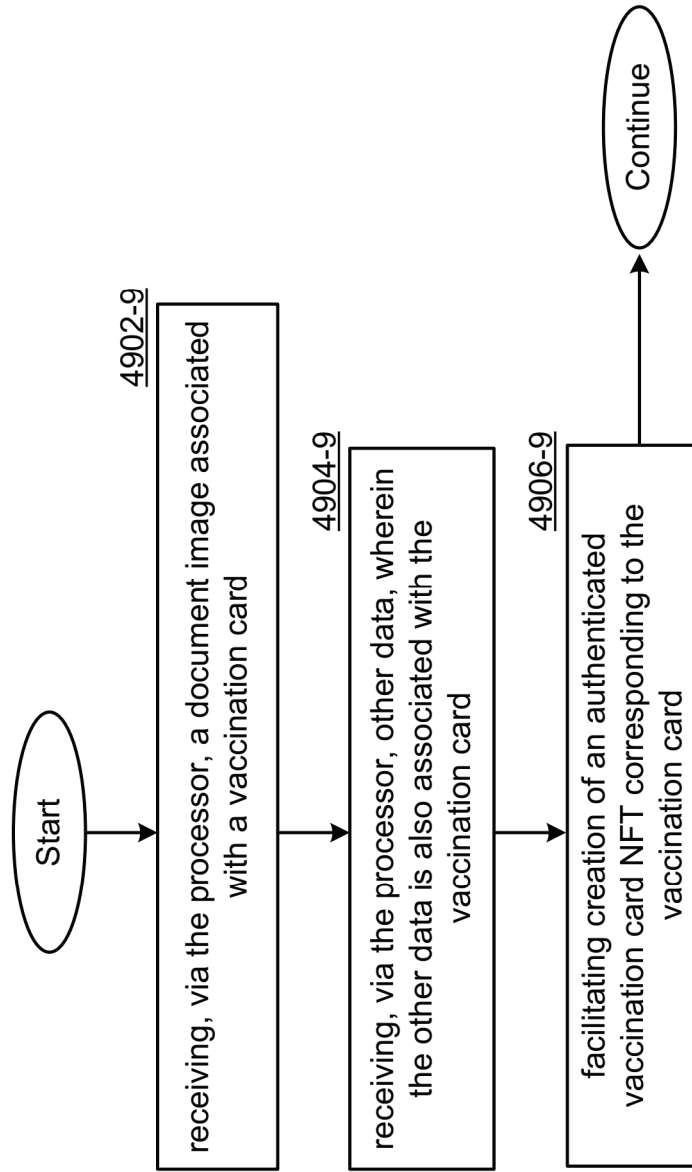 Start
4902-9
receiving, via the processor, a document image associated
with a vaccination card
4904-9
receiving, via the processor, other data, wherein
the other data is also associated with the
vaccination card
4906-9
facilitating creation of an authenticated
vaccination card NFT corresponding to the
vaccination card
Continue